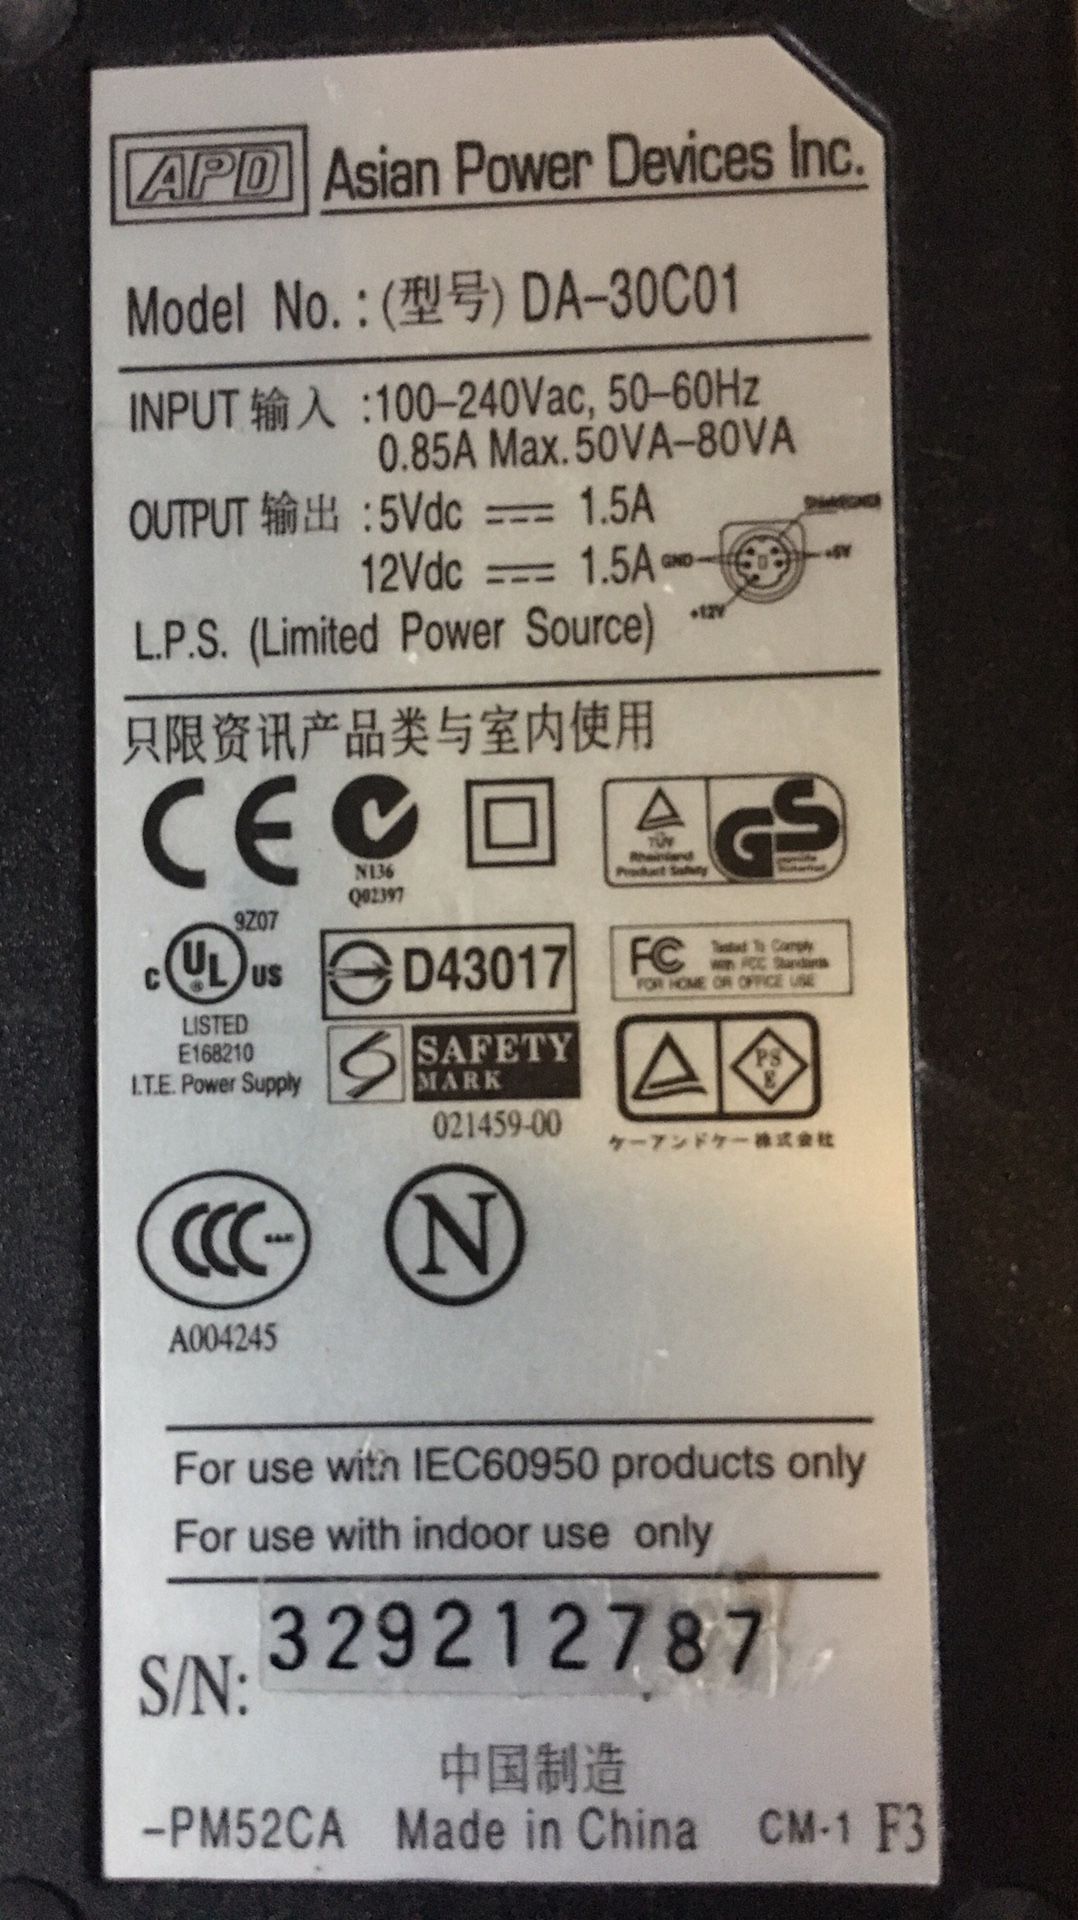 APD Asian Power Devices Inc.
Model No. : (型号) DA-30C01
INPUT 输入 :100-240Vac, 50-60Hz
0.85A Max. 50VA-80VA
OUTPUT 输出 :5Vdc 1.5A
12Vdc 1.5A
GND
+5V
+12V
L.P.S. (Limited Power Source)
只限资讯产品类与室内使用
CE
N136
Q02397
TÜV
Rheinland
Product Safety
GS
geprüfte
Sicherheit
9Z07
C UL ® US
LISTED
E168210
I.T.E. Power Supply
D43017
FC Tested To Comply
With FCC Standards
FOR HOME OR OFFICE USE
S SAFETY
MARK
021459-00
PS
E
ケーアンドケー株式会社
CCC
A004245
N
For use with IEC60950 products only
For use with indoor use only
S/N: 329212787
中国制造
-PM52CA Made in China CM-1 F3